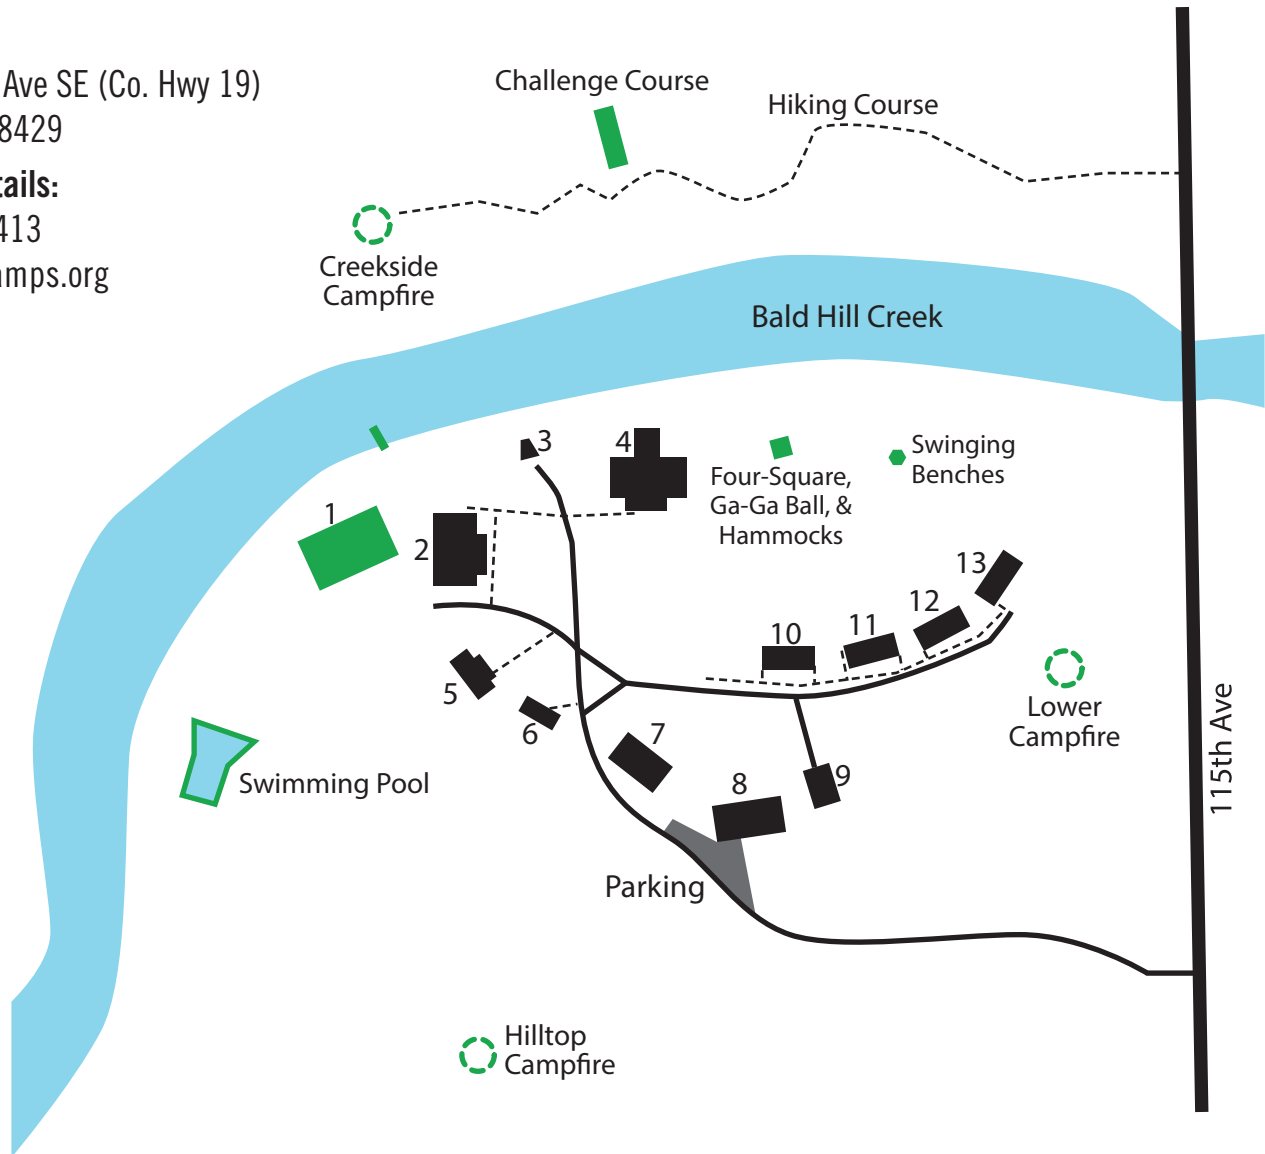 Ave SE (Co. Hwy 19)
8429
tails:
413
amps.org
Challenge Course
Hiking Course
Creekside
Campfire
Bald Hill Creek
3
4
Swinging
Benches
Four-Square,
Ga-Ga Ball, &
Hammocks
1
2
13
12
11
10
5
6
7
8
9
Lower
Campfire
115th Ave
Swimming Pool
Parking
Hilltop
Campfire